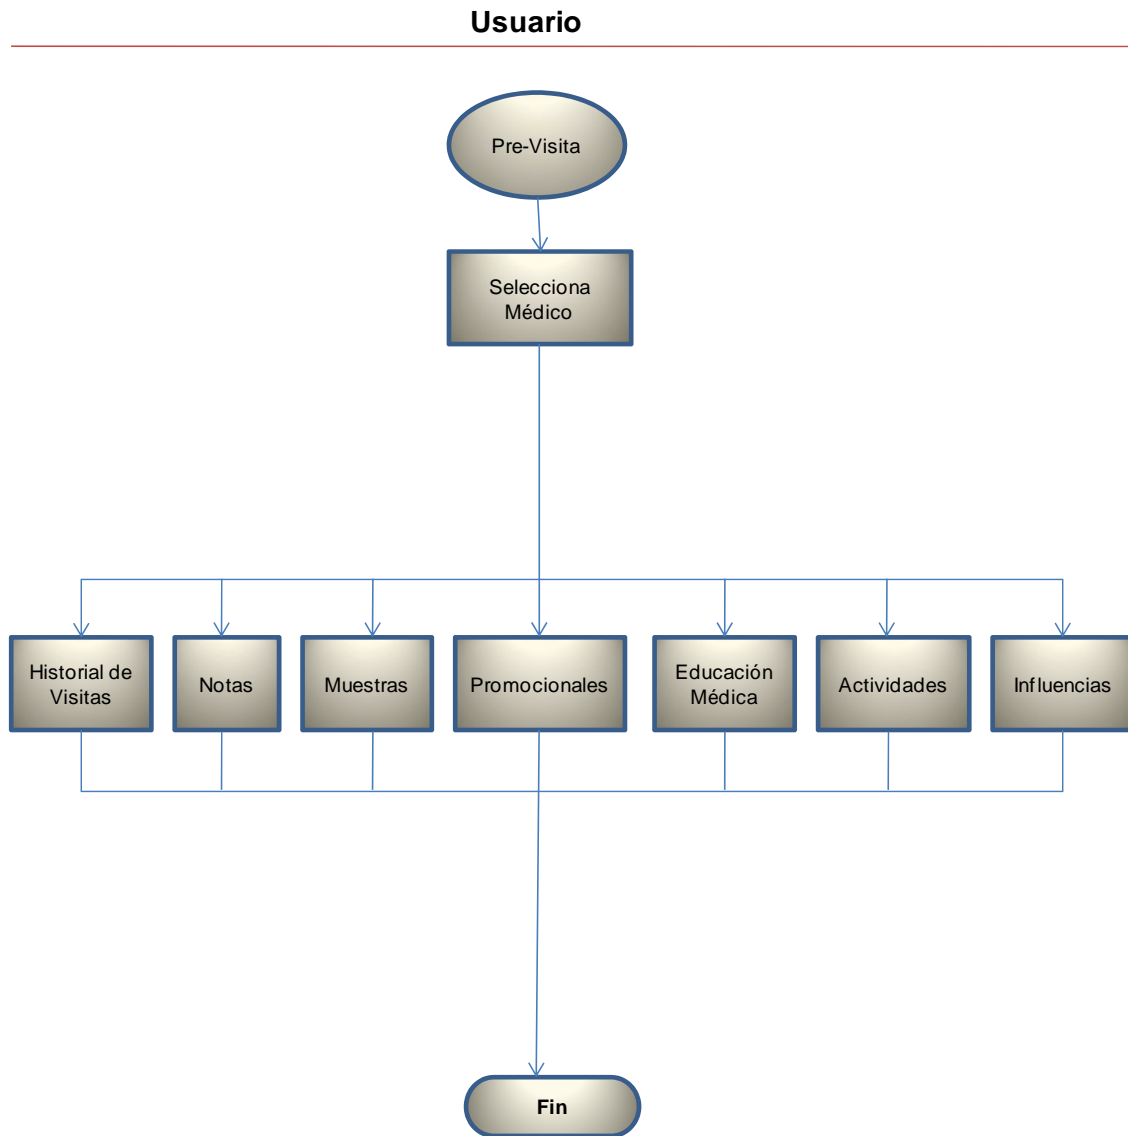 Usuario
Pre-Visita
Selecciona
Médico
Historial de
Visitas
Notas
Muestras
Promocionales
Educación
Médica
Actividades
Influencias
Fin